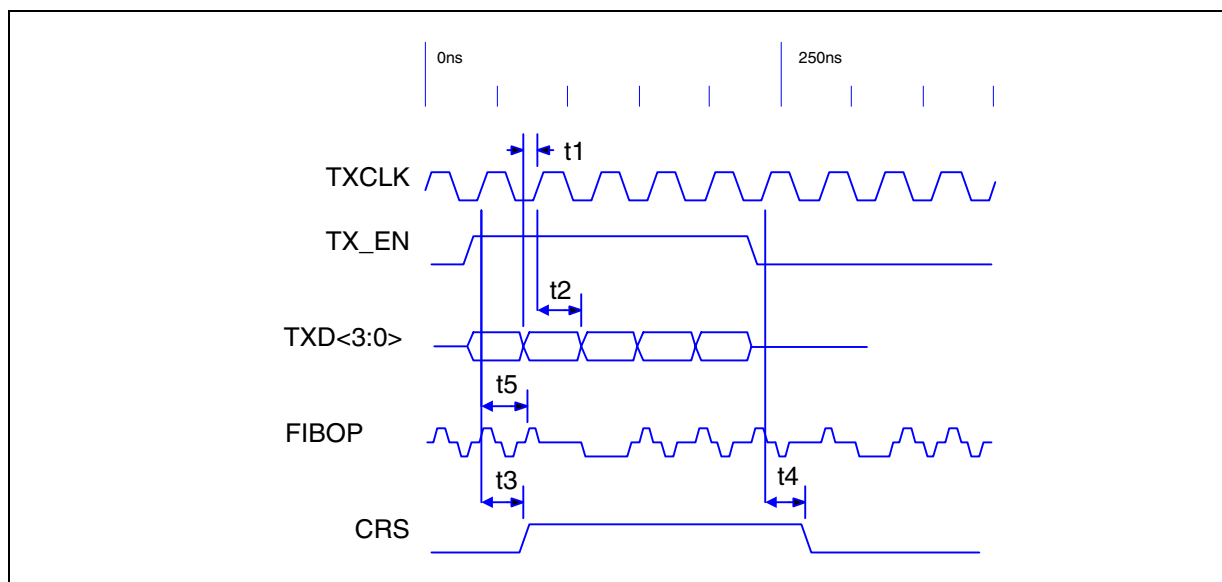 0ns
250ns
t1
TXCLK
TX_EN
t2
TXD<3:0>
t5
FIBOP
t3
t4
CRS